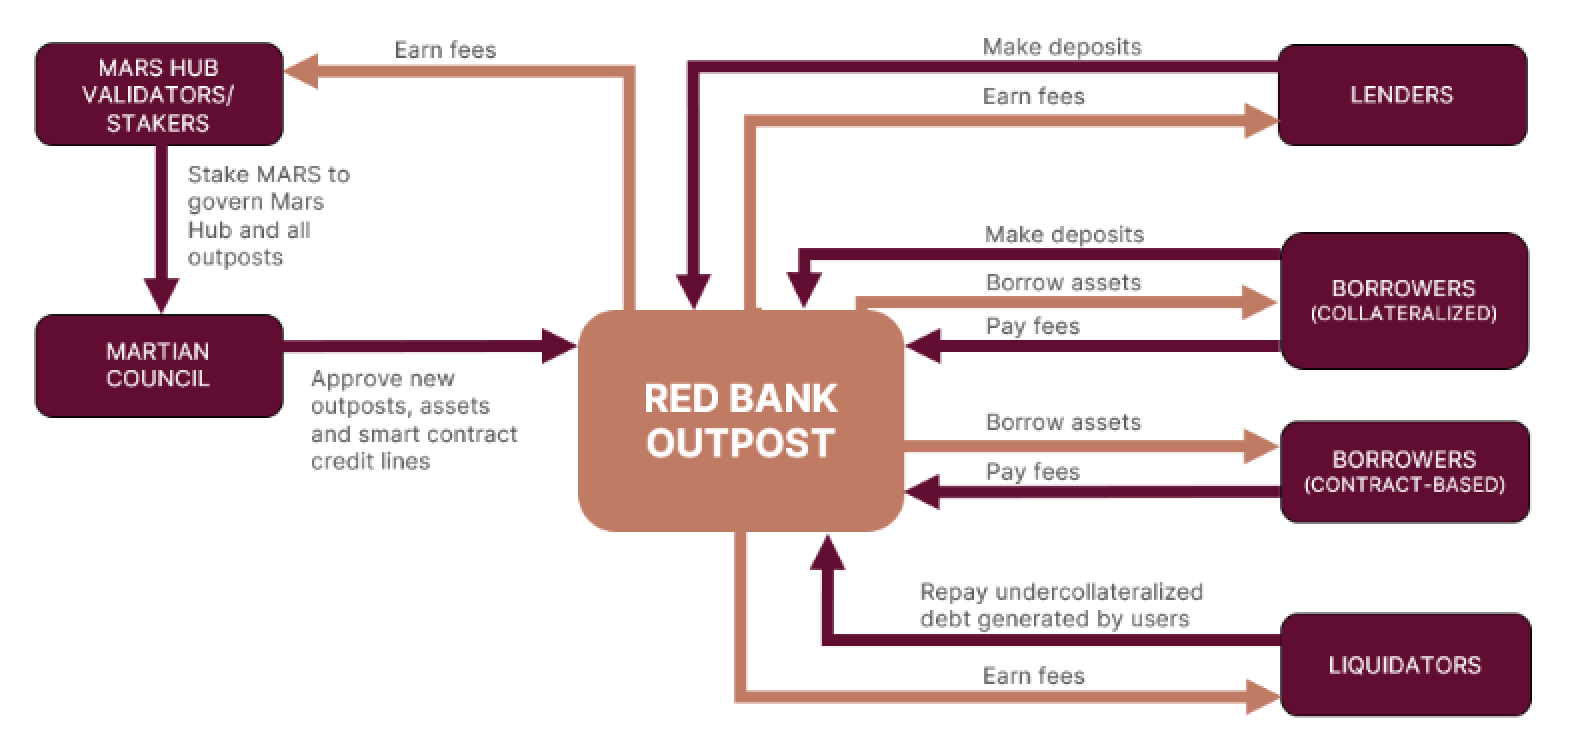 MARS HUB
VALIDATORS/
STAKERS
Earn fees
Stake MARS to
govern Mars
Hub and all
outposts
MARTIAN
COUNCIL
Approve new
outposts, assets
and smart contract
credit lines
RED BANK
OUTPOST
Make deposits
Earn fees
LENDERS
Make deposits
Borrow assets
Pay fees
BORROWERS
(COLLATERALIZED)
Borrow assets
Pay fees
BORROWERS
(CONTRACT-BASED)
Repay undercollateralized
debt generated by users
Earn fees
LIQUIDATORS